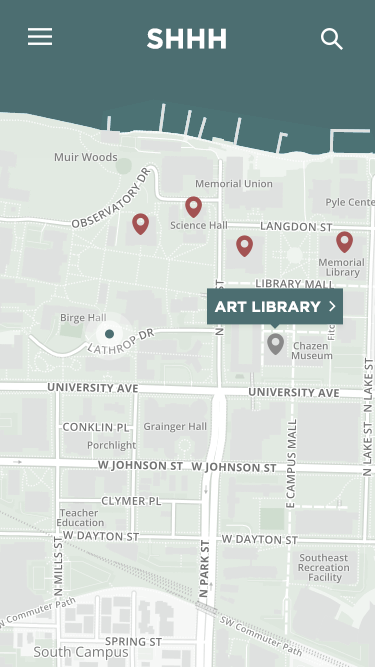 SHHH
Muir Woods
OBSERVATORY DR
Memorial Union
Pyle Cente
Science Hall
LANGDON ST
Memorial
Library
LIBRARY MALL
ART LIBRARY
N
ST
Birge Hall
LATHROP DR
Fitc
Chazen
Museum
UNIVERSITY AVE
UNIVERSITY AVE
N LAKE ST
N LAKE ST
CONKLIN PL
Grainger Hall
Porchlight
E CAMPUS MALL
W JOHNSON ST
W JOHNSON ST
CLYMER PL
Teacher
Education
W DAYTON ST
W DAYTON ST
N MILLS ST
N PARK ST
Southeast
Recreation
Facility
W Commuter Path
SW Commuter Path
SPRING ST
South Campus